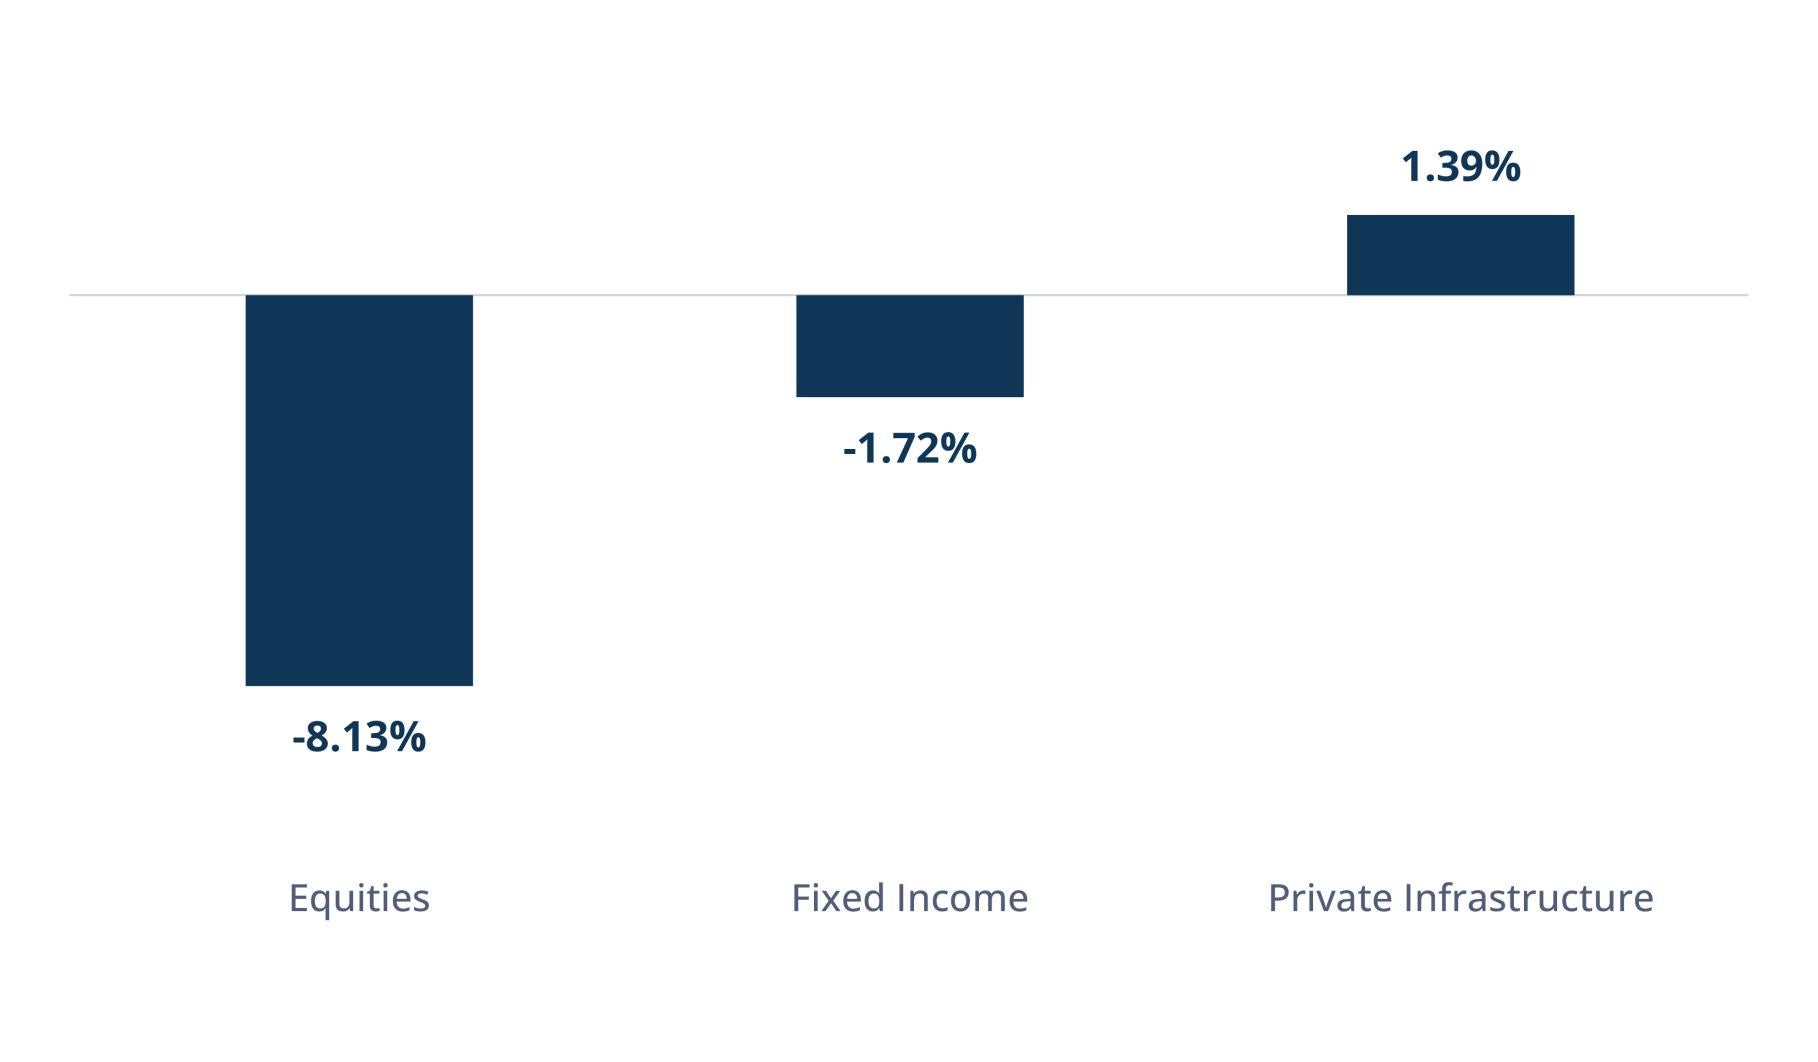 1.39%
-1.72%
-8.13%
Equities
Fixed Income
Private Infrastructure